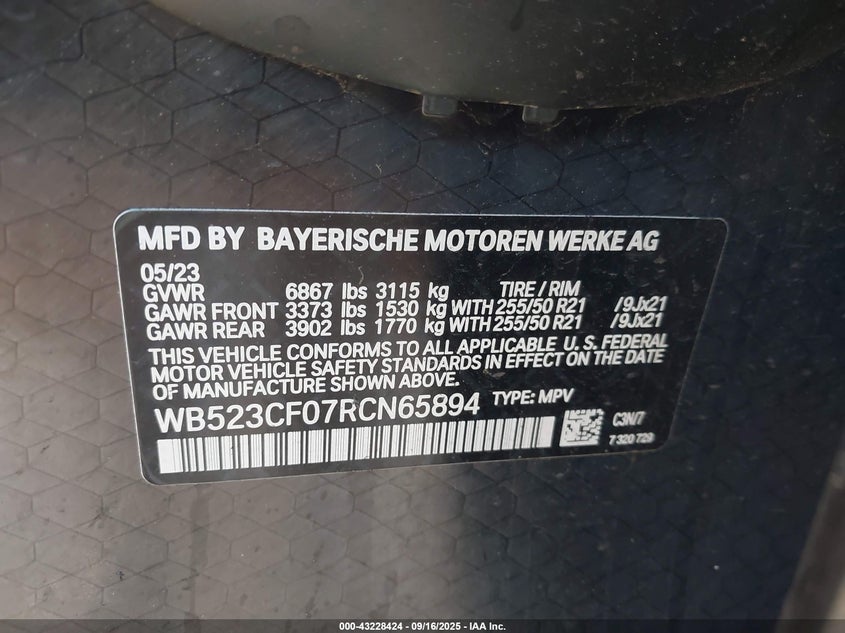 MFD BY BAYERISCHE MOTOREN WERKE AG
05/23
GVWR 6867 lbs 3115 kg TIRE / RIM
GAWR FRONT 3373 lbs 1530 kg WITH 255/50 R21 /9Jx21
GAWR REAR 3902 lbs 1770 kg WITH 255/50 R21 /9Jx21
THIS VEHICLE CONFORMS TO ALL APPLICABLE U. S. FEDERAL
MOTOR VEHICLE SAFETY STANDARDS IN EFFECT ON THE DATE
OF MANUFACTURE SHOWN ABOVE.
WB523CF07RCN65894 TYPE: MPV
C3N/T
7 320 729
000-43228424 - 09/16/2025 - IAA Inc.